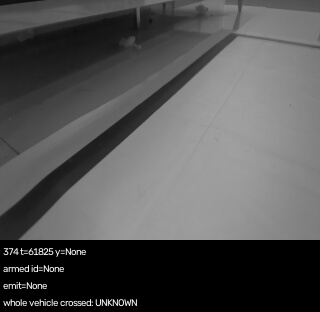 374 t=61825 y=None
armed id=None
emit=None
whole vehicle crossed: UNKNOWN